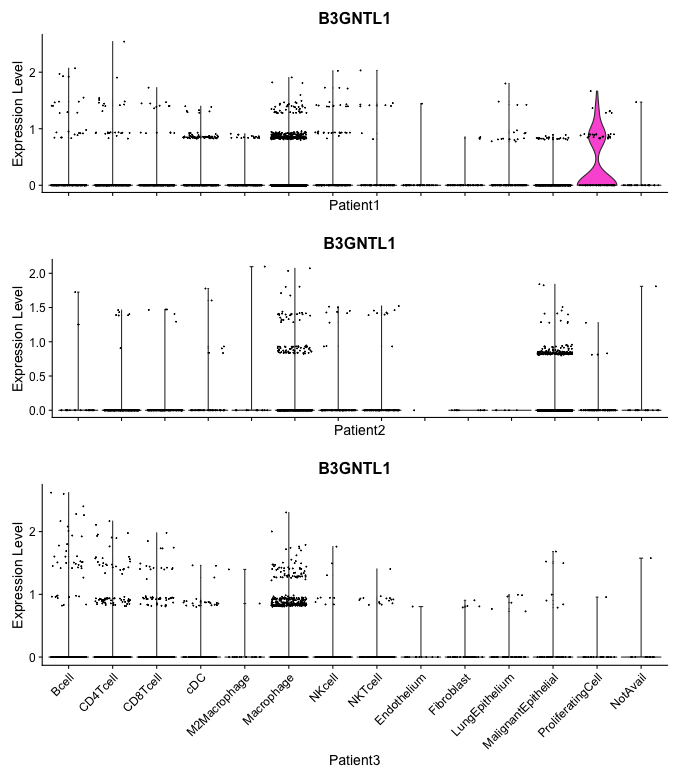 B3GNTL1
Expression Level
2
1
0
Patient1
B3GNTL1
Expression Level
2.0
1.5
1.0
0.5
0.0
Patient2
B3GNTL1
Expression Level
2
1
0
Bcell
CD4Tcell
CD8Tcell
cDC
M2Macrophage
Macrophage
NKcell
NKTcell
Endothelium
Fibroblast
LungEpithelium
MalignantEpithelial
ProliferatingCell
NotAvail
Patient3